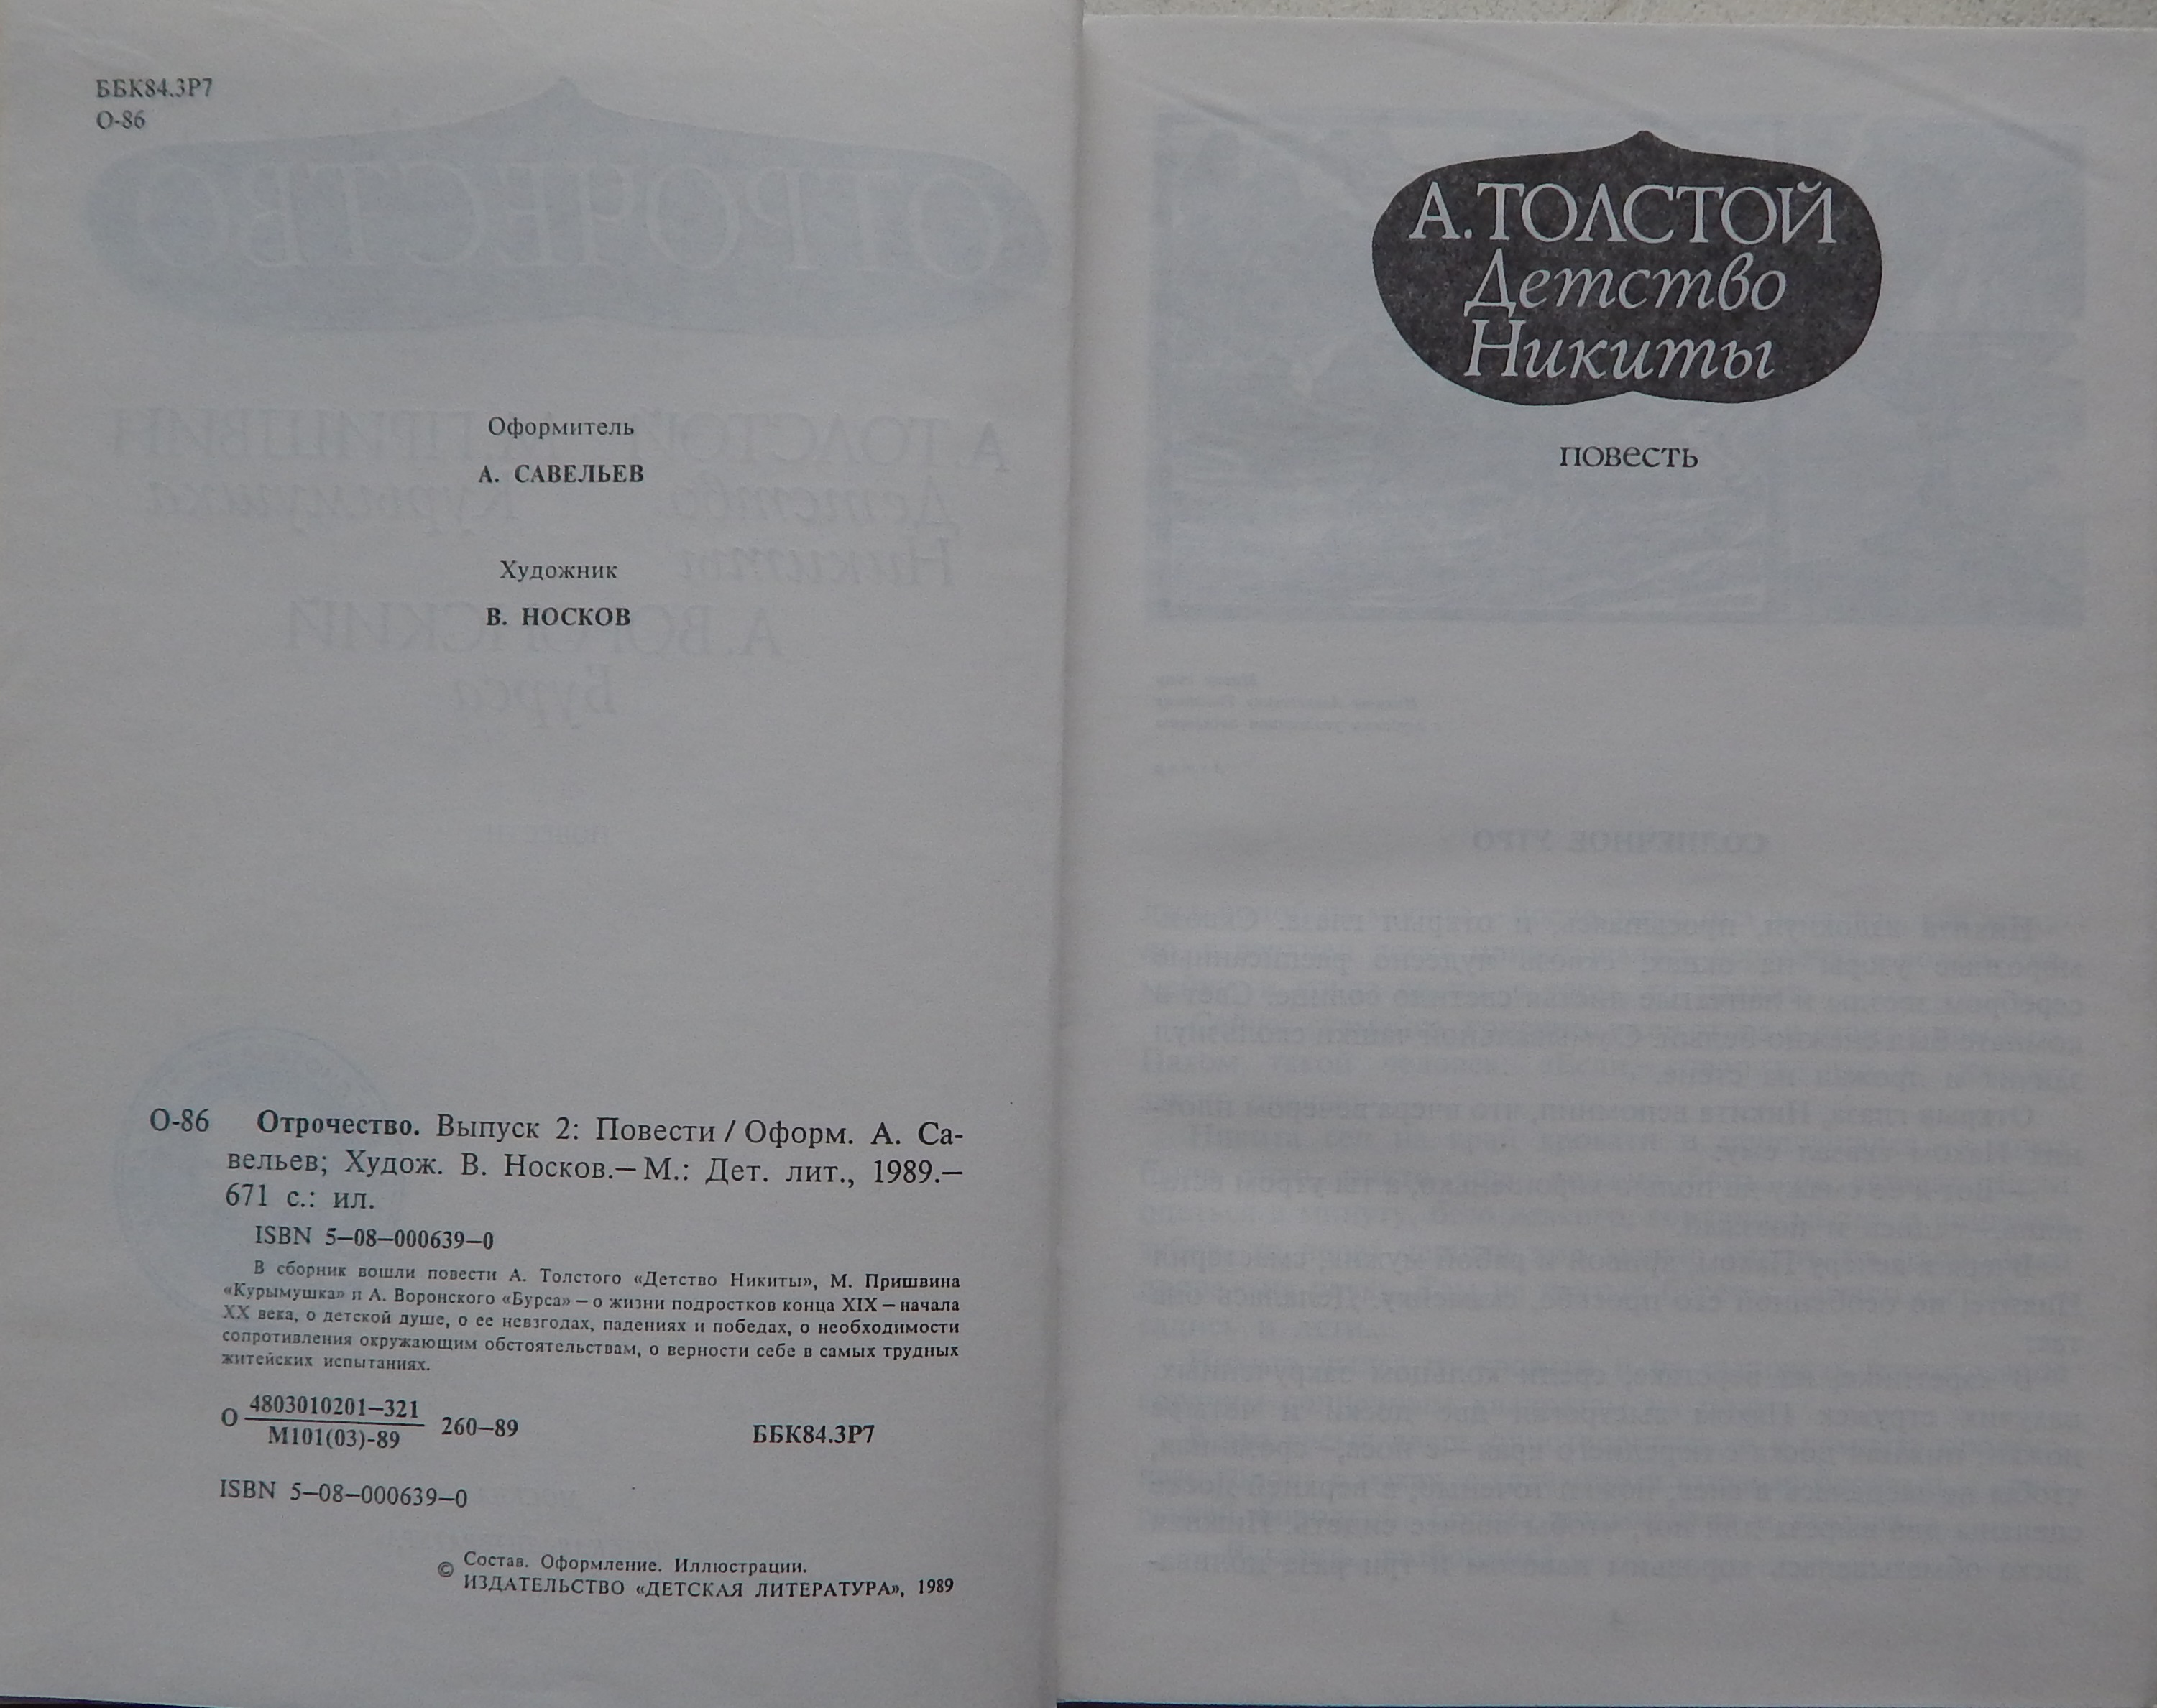 ББК84.3Р7
О-86
Оформитель
А. САВЕЛЬЕВ
Художник
В. НОСКОВ
О-86 Отрочество. Выпуск 2: Повести / Оформ. А. Са-
вельев; Худож. В. Носков.— М.: Дет. лит., 1989.—
671 с.: ил.
ISBN 5—08—000639—0
В сборник вошли повести А. Толстого «Детство Никиты», М. Пришвина
«Курымушка» и А. Воронского «Бурса» — о жизни подростков конца XIX — начала
XX века, о детской душе, о ее невзгодах, падениях и победах, о необходимости
сопротивления окружающим обстоятельствам, о верности себе в самых трудных
житейских испытаниях.
4803010201—321
О 260—89 ББК84.3Р7
М101(03)-89
ISBN 5—08—000639—0
© Состав. Оформление. Иллюстрации.
ИЗДАТЕЛЬСТВО «ДЕТСКАЯ ЛИТЕРАТУРА», 1989
А. ТОЛСТОЙ
Детство
Никиты
ПОВЕСТЬ